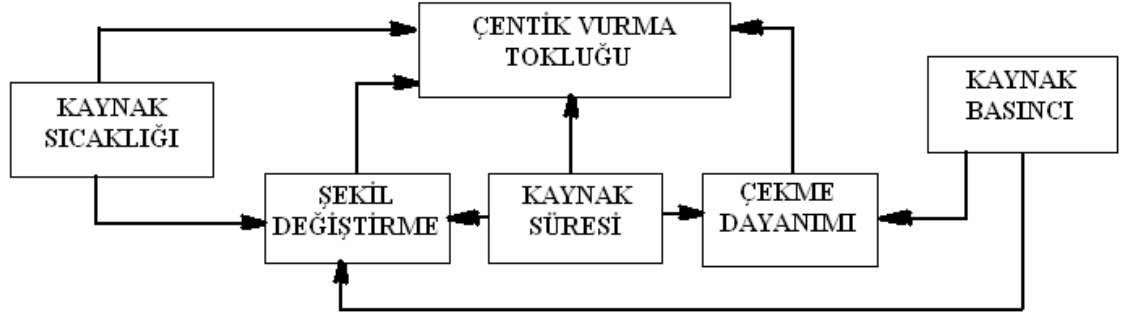 ÇENTİK VURMA
TOKLUĞU
KAYNAK
SICAKLIĞI
KAYNAK
BASINCI
ŞEKİL
DEĞİŞTİRME
KAYNAK
SÜRESİ
ÇEKME
DAYANIMI